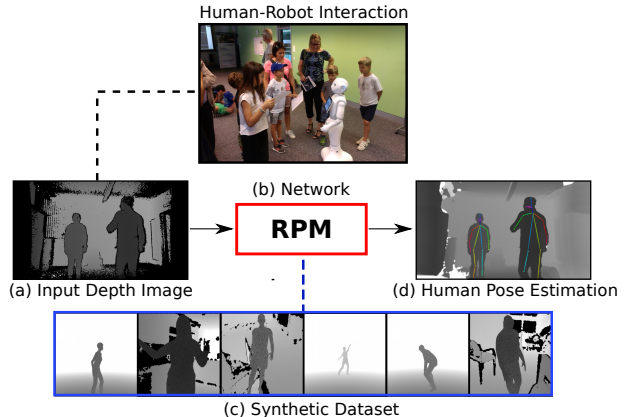 Human-Robot Interaction
(b) Network
RPM
(a) Input Depth Image
(d) Human Pose Estimation
(c) Synthetic Dataset